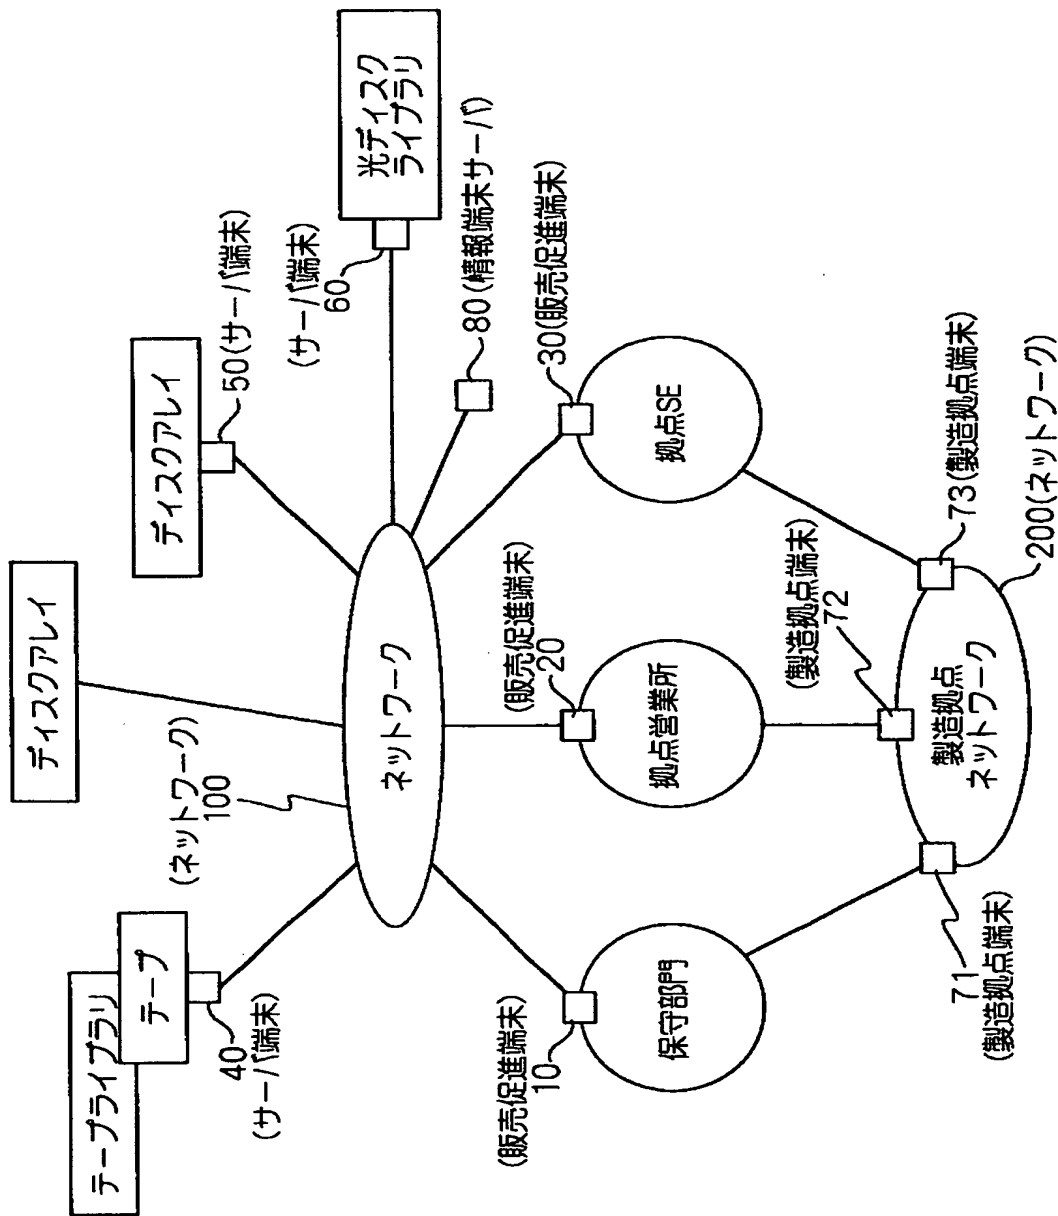 テープライブラリ
テープ
40
(サーバ端末)
ディスクアレイ
ディスクアレイ
50(サーバ端末)
光ディスク
ライブラリ
(サーバ端末)
60
80(情報端末サーバ)
(ネットワーク)
100
ネットワーク
(販売促進端末)
10
(販売促進端末)
20
30(販売促進端末)
保守部門
拠点営業所
拠点SE
71
(製造拠点端末)
(製造拠点端末)
72
73(製造拠点端末)
製造拠点
ネットワーク
200(ネットワーク)